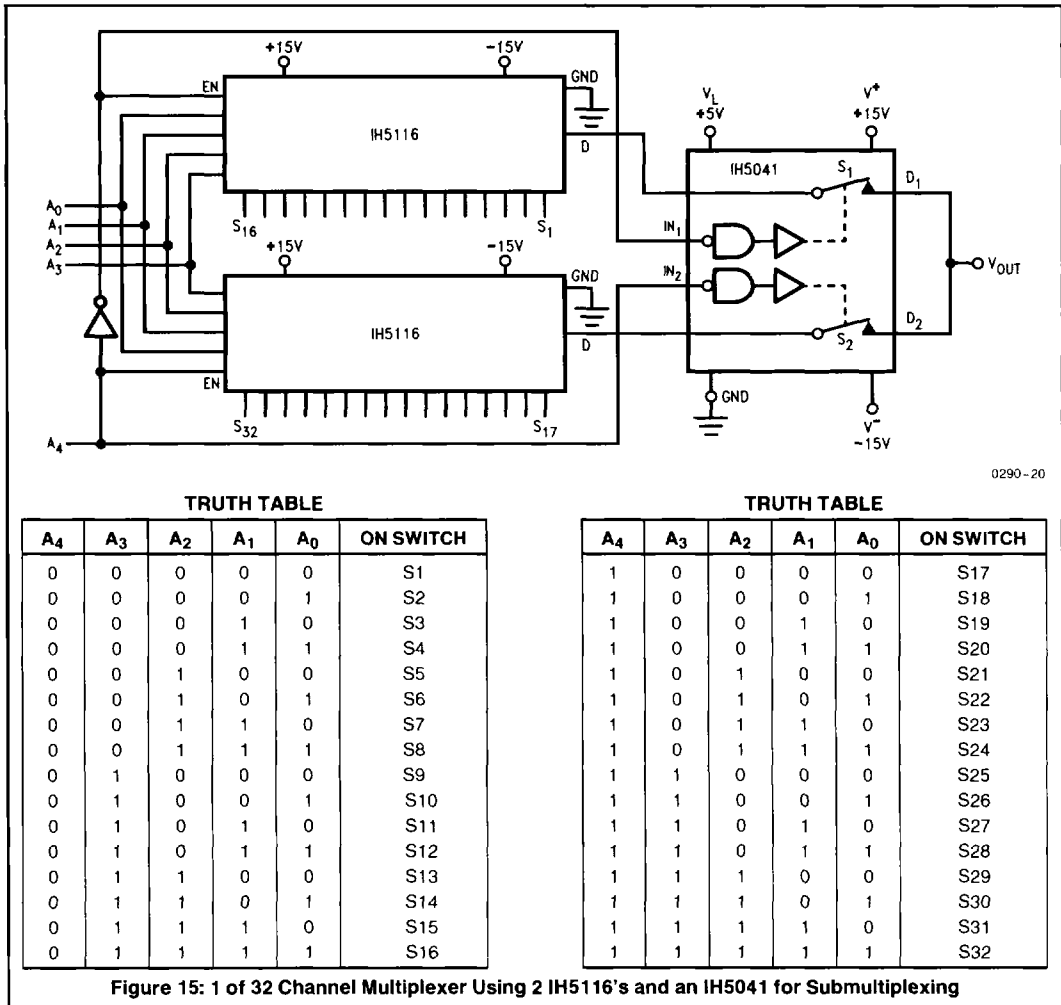 +15V -15V
EN GND
IH5116
D
S16 S1
VL V+
+5V +15V
IH5041 S1 D1
IN1
IN2
VOUT
S2 D2
GND
V-
-15V
A0
A1
A2
A3
+15V -15V
GND
IH5116
D
EN
S32 S17
A4
0290-20
TRUTH TABLE
A4 A3 A2 A1 A0 ON SWITCH
0 0 0 0 0 S1
0 0 0 0 1 S2
0 0 0 1 0 S3
0 0 0 1 1 S4
0 0 1 0 0 S5
0 0 1 0 1 S6
0 0 1 1 0 S7
0 0 1 1 1 S8
0 1 0 0 0 S9
0 1 0 0 1 S10
0 1 0 1 0 S11
0 1 0 1 1 S12
0 1 1 0 0 S13
0 1 1 0 1 S14
0 1 1 1 0 S15
0 1 1 1 1 S16
TRUTH TABLE
A4 A3 A2 A1 A0 ON SWITCH
1 0 0 0 0 S17
1 0 0 0 1 S18
1 0 0 1 0 S19
1 0 0 1 1 S20
1 0 1 0 0 S21
1 0 1 0 1 S22
1 0 1 1 0 S23
1 0 1 1 1 S24
1 1 0 0 0 S25
1 1 0 0 1 S26
1 1 0 1 0 S27
1 1 0 1 1 S28
1 1 1 0 0 S29
1 1 1 0 1 S30
1 1 1 1 0 S31
1 1 1 1 1 S32
Figure 15: 1 of 32 Channel Multiplexer Using 2 IH5116's and an IH5041 for Submultiplexing